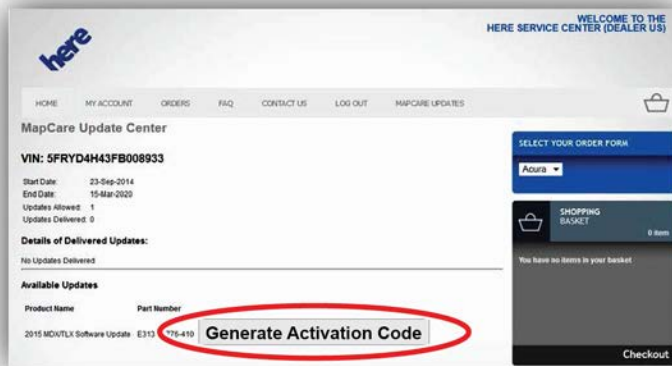 WELCOME TO THE
HERE SERVICE CENTER (DEALER US)
here
HOME MY ACCOUNT ORDERS FAQ CONTACT US LOG OUT MAPCARE UPDATES
MapCare Update Center
VIN: 5FRYD4H43FB008933
Start Date: 23-Sep-2014
End Date: 15-Mar-2020
Updates Allowed: 1
Updates Delivered: 0
Details of Delivered Updates:
No Updates Delivered
Available Updates
Product Name Part Number
2015 MDX/TLX Software Update E313 776-410 Generate Activation Code
SELECT YOUR ORDER FORM
Acura
SHOPPING
BASKET
0 item
You have no items in your basket
Checkout